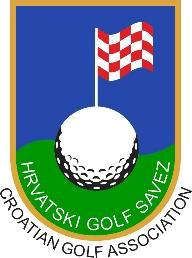 HRVATSKI GOLF SAVEZ
CROATIAN GOLF ASSOCIATION